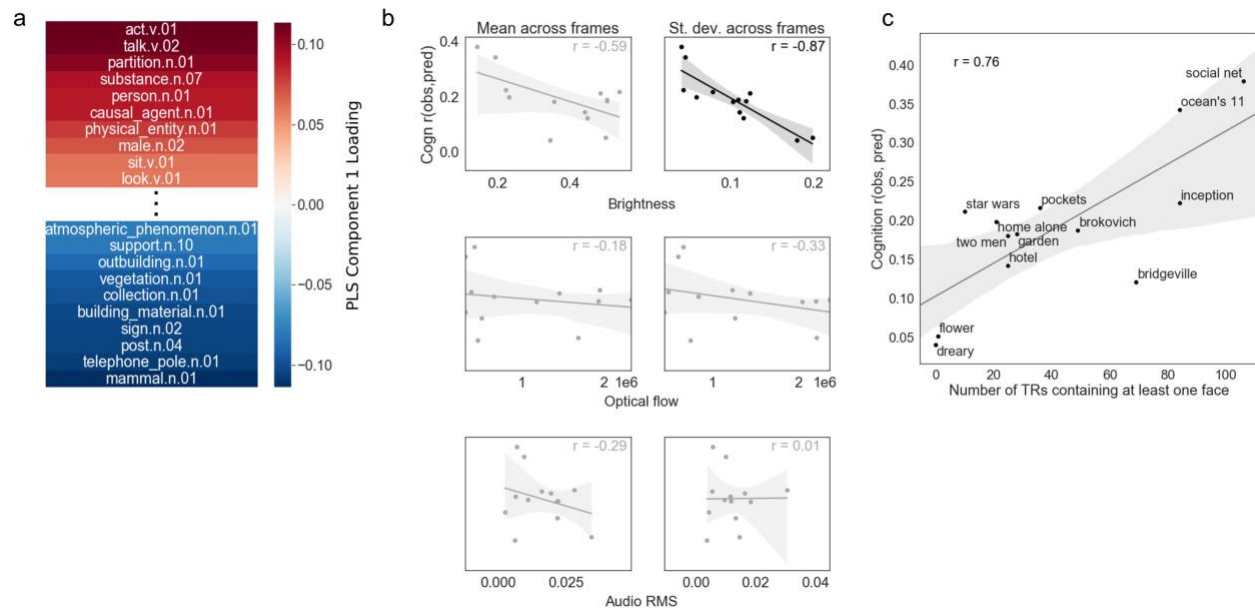 a
act.v.01
talk.v.02
partition.n.01
substance.n.07
person.n.01
causal_agent.n.01
physical_entity.n.01
male.n.02
sit.v.01
look.v.01
atmospheric_phenomenon.n.01
support.n.10
outbuilding.n.01
vegetation.n.01
collection.n.01
building_material.n.01
sign.n.02
post.n.04
telephone_pole.n.01
mammal.n.01
0.10
0.05
0.00
−0.05
−0.10
PLS Component 1 Loading
b
Mean across frames
St. dev. across frames
r = -0.59
r = -0.87
0.4
0.2
0.0
Cogn r(obs,pred)
0.2 0.4
0.1 0.2
Brightness
r = -0.18
r = -0.33
1 2 1e6
1 2 1e6
Optical flow
r = -0.29
r = 0.01
0.000 0.025
0.00 0.02 0.04
Audio RMS
c
r = 0.76
0.40
0.35
0.30
0.25
0.20
0.15
0.10
0.05
Cognition r(obs, pred)
social net
ocean's 11
inception
star wars
pockets
home alone
brokovich
two men
garden
hotel
bridgeville
flower
dreary
0 20 40 60 80 100
Number of TRs containing at least one face